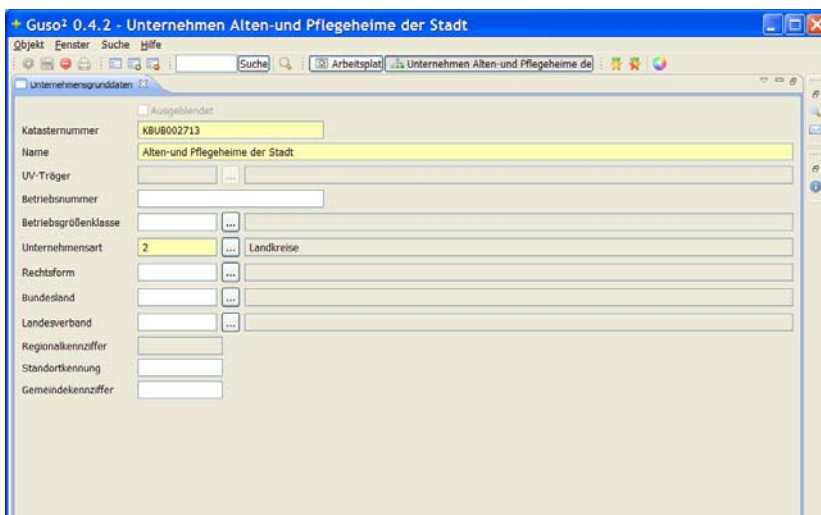 Guso² 0.4.2 - Unternehmen Alten-und Pflegeheime der Stadt
Objekt Fenster Suche Hilfe
Suche Arbeitsplat Unternehmen Alten-und Pflegeheime de
Unternehmensgrunddaten
Ausgeblendet
Katasternummer KBUB002713
Name Alten-und Pflegeheime der Stadt
UV-Träger ...
Betriebsnummer
Betriebsgrößenklasse ...
Unternehmensart 2 ... Landkreise
Rechtsform ...
Bundesland ...
Landesverband ...
Regionalkennziffer
Standortkennung
Gemeindekennziffer